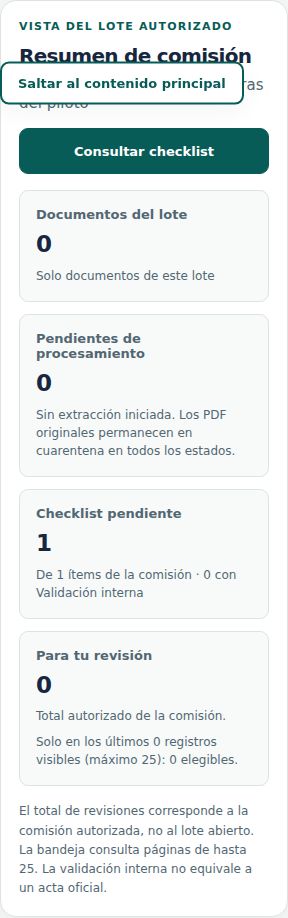 VISTA DEL LOTE AUTORIZADO
Resumen de comisión
Saltar al contenido principal
del piloto
Consultar checklist
Documentos del lote
0
Solo documentos de este lote
Pendientes de
procesamiento
0
Sin extracción iniciada. Los PDF
originales permanecen en
cuarentena en todos los estados.
Checklist pendiente
1
De 1 ítems de la comisión · 0 con
Validación interna
Para tu revisión
0
Total autorizado de la comisión.
Solo en los últimos 0 registros
visibles (máximo 25): 0 elegibles.
El total de revisiones corresponde a la
comisión autorizada, no al lote abierto.
La bandeja consulta páginas de hasta
25. La validación interna no equivale a
un acta oficial.